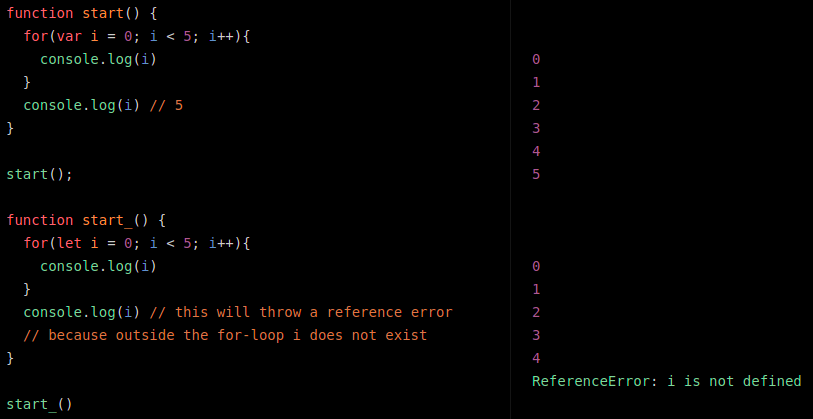 function start() {
for(var i = 0; i < 5; i++){
console.log(i)
}
console.log(i) // 5
}
start();
function start_() {
for(let i = 0; i < 5; i++){
console.log(i)
}
console.log(i) // this will throw a reference error
// because outside the for-loop i does not exist
}
start_()
0
1
2
3
4
5
0
1
2
3
4
ReferenceError: i is not defined